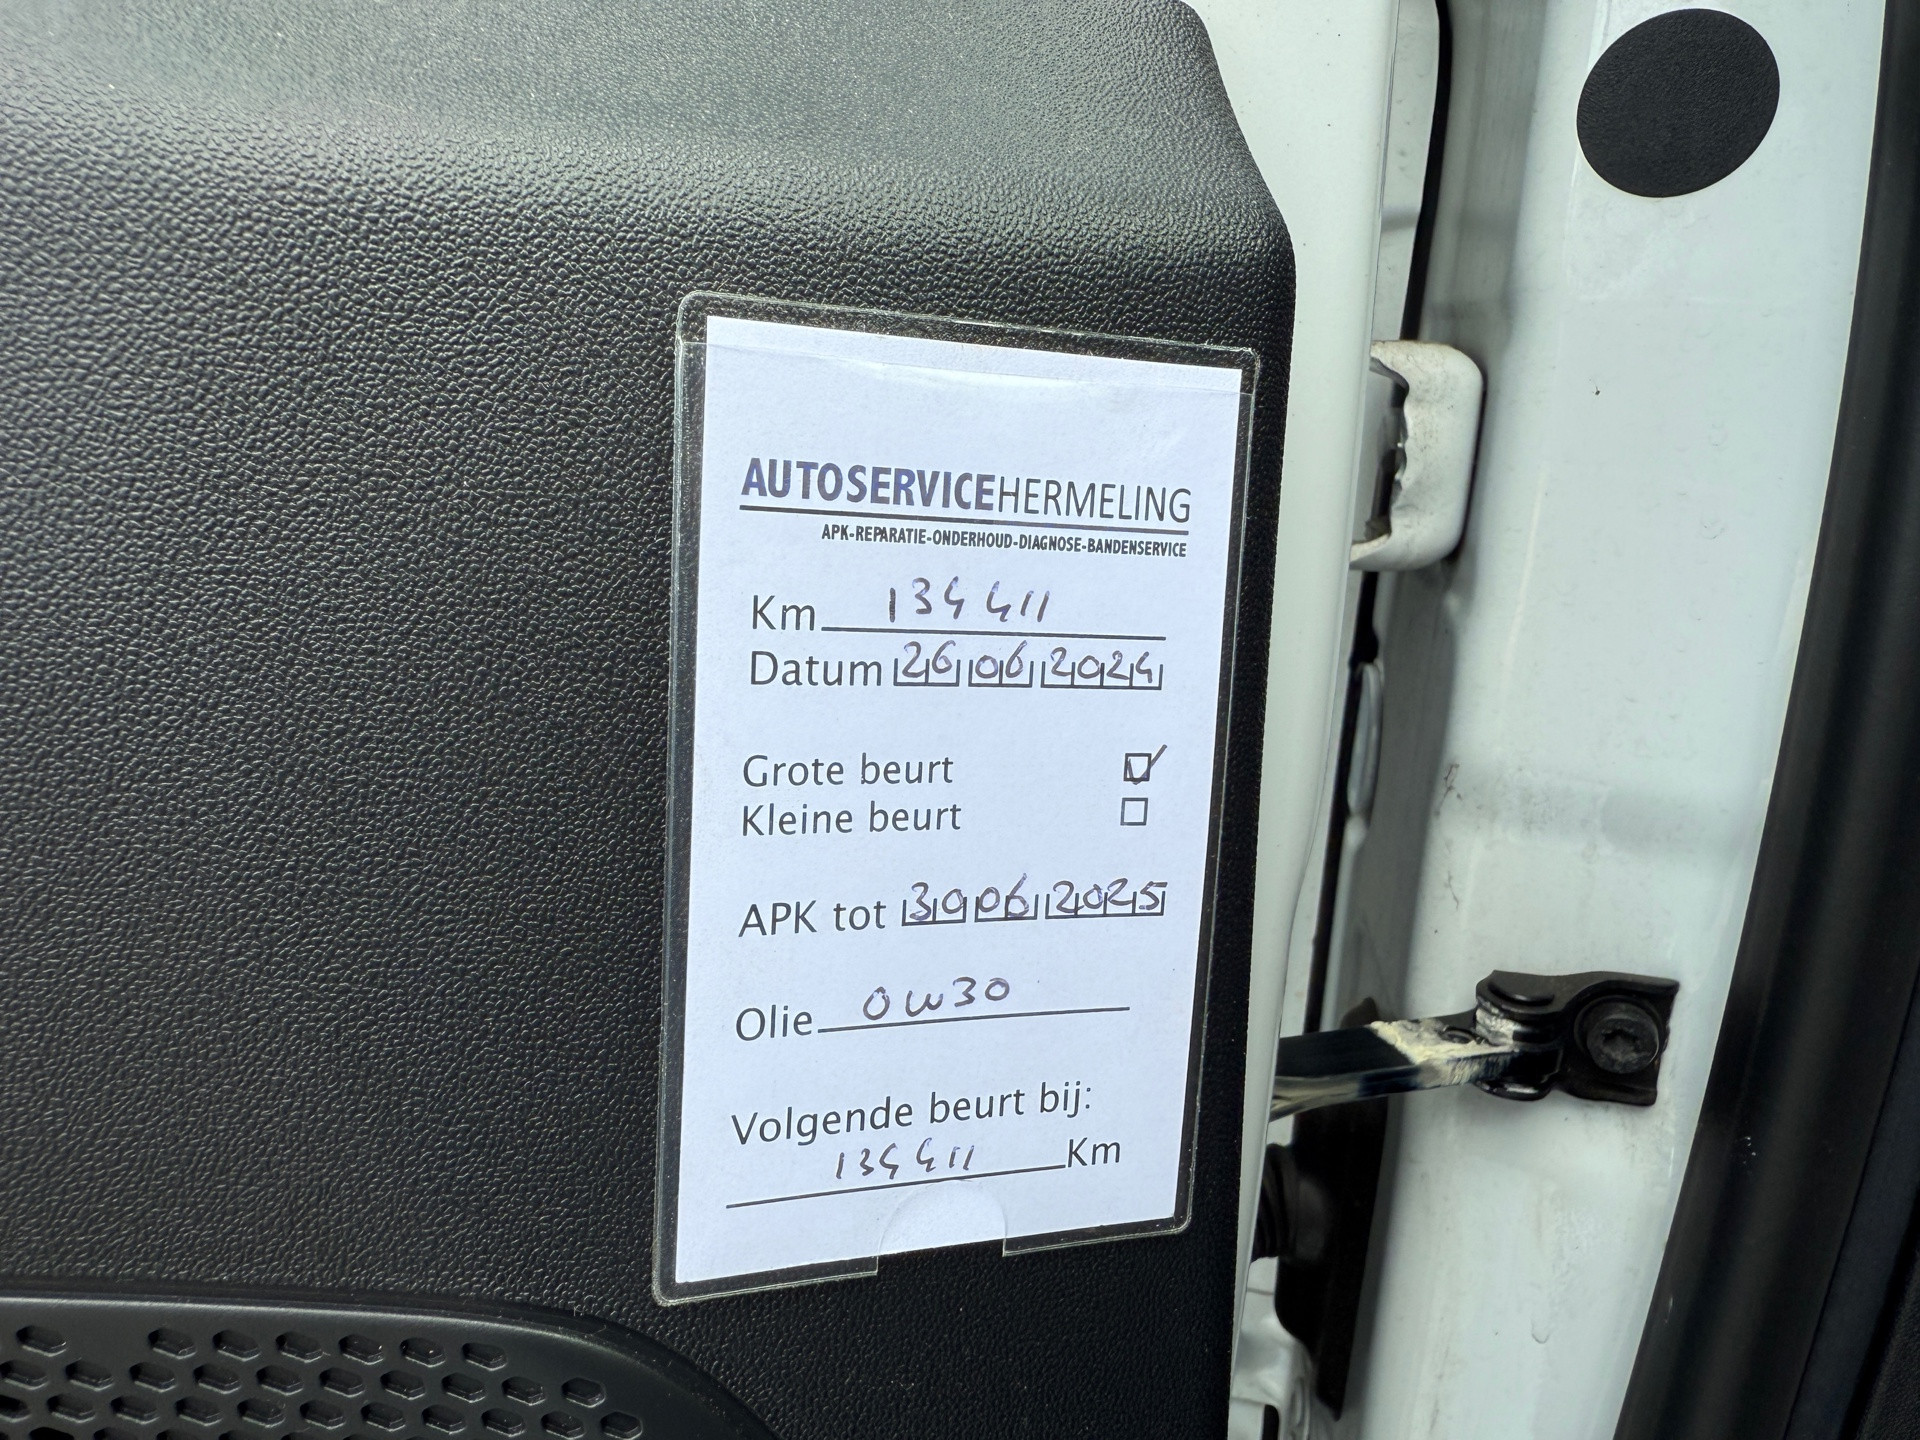 AUTOSERVICEHERMELING
APK-REPARATIE-ONDERHOUD-DIAGNOSE-BANDENSERVICE
Km 134411
Datum 26 06 2024
Grote beurt ☑
Kleine beurt ☐
APK tot 30 06 2025
Olie 0W30
Volgende beurt bij:
134411 Km